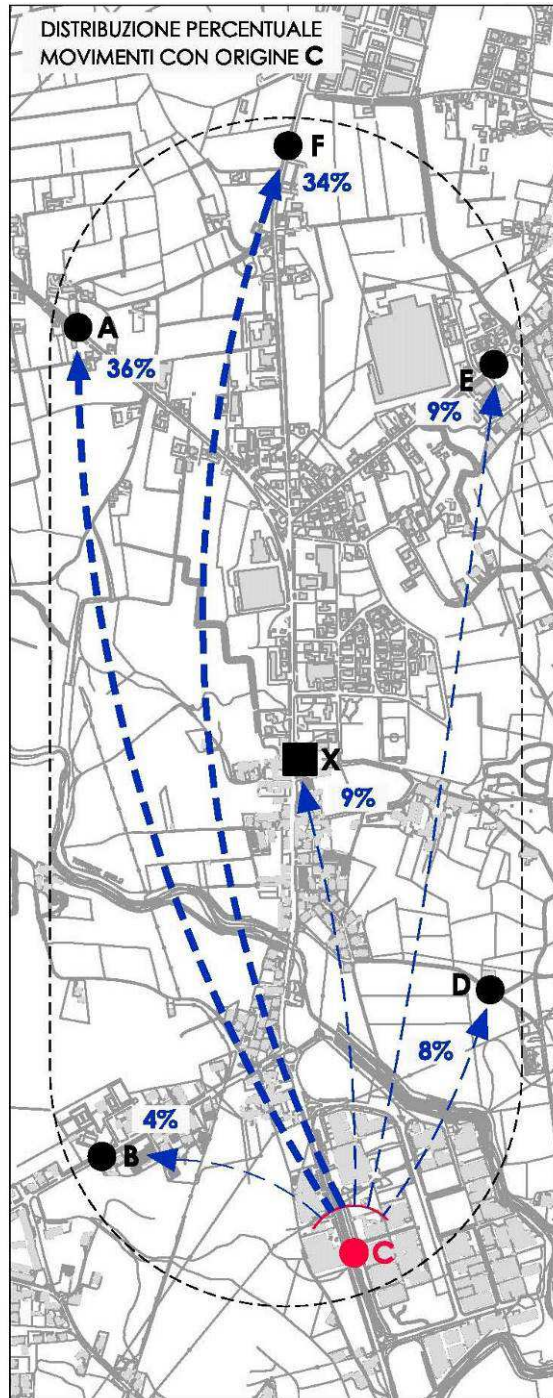 DISTRIBUZIONE PERCENTUALE
MOVIMENTI CON ORIGINE C
F
34%
A
36%
E
9%
X
9%
D
8%
4%
B
C